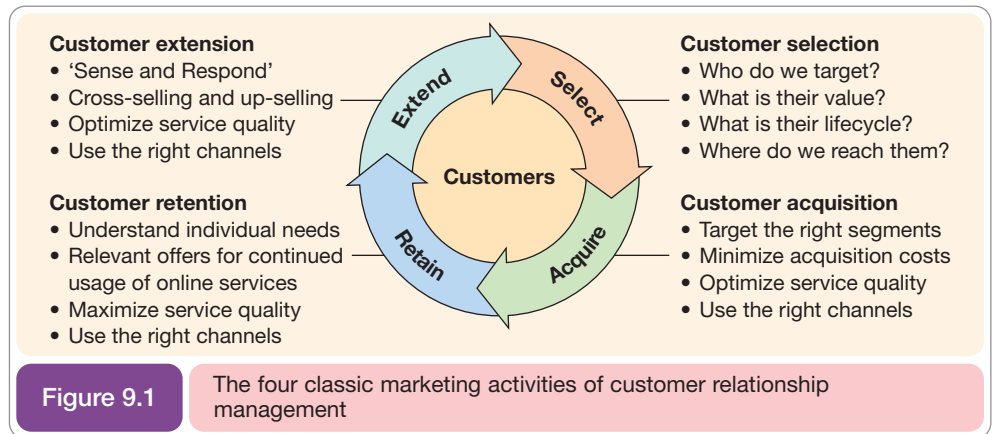 Customer extension
• ‘Sense and Respond’
• Cross-selling and up-selling
• Optimize service quality
• Use the right channels
Customer retention
• Understand individual needs
• Relevant offers for continued
usage of online services
• Maximize service quality
• Use the right channels
Extend
Select
Customers
Retain
Acquire
Customer selection
• Who do we target?
• What is their value?
• What is their lifecycle?
• Where do we reach them?
Customer acquisition
• Target the right segments
• Minimize acquisition costs
• Optimize service quality
• Use the right channels
Figure 9.1
The four classic marketing activities of customer relationship
management